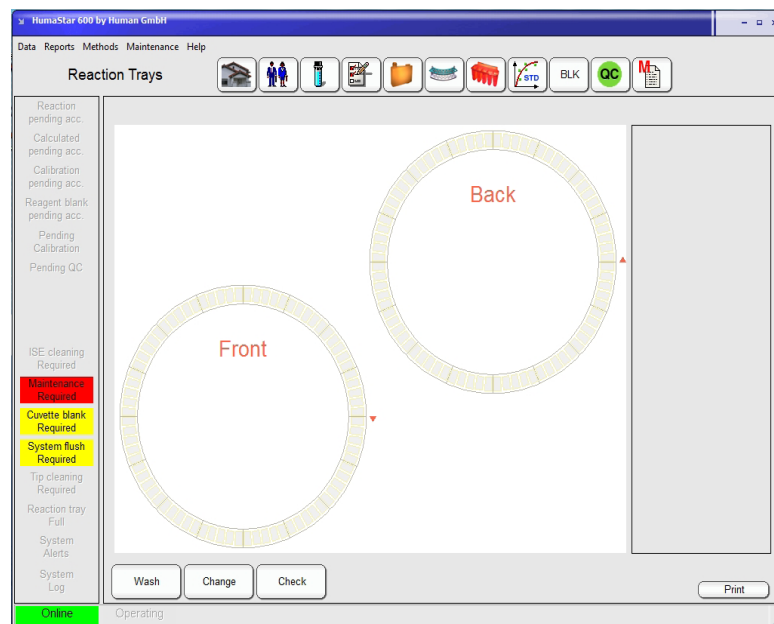 HumaStar 600 by Human GmbH
Data Reports Methods Maintenance Help
Reaction Trays
STD
BLK
QC
M
Reaction
pending acc.
Calculated
pending acc.
Calibration
pending acc.
Reagent blank
pending acc.
Pending
Calibration
Pending QC
ISE cleaning
Required
Maintenance
Required
Cuvette blank
Required
System flush
Required
Tip cleaning
Required
Reaction tray
Full
System
Alerts
System
Log
Back
Front
Wash
Change
Check
Print
Online
Operating